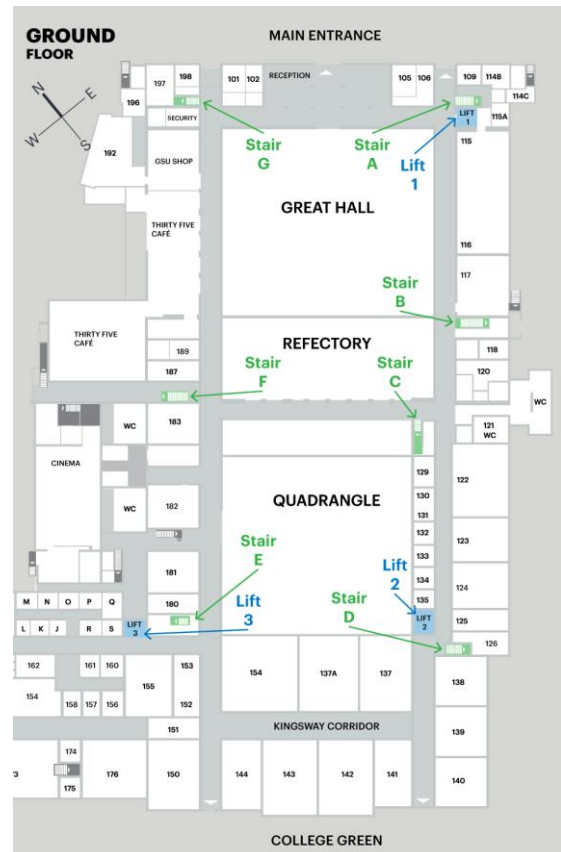 GROUND
FLOOR
MAIN ENTRANCE
N
E
W
S
196
197
198
101
102
RECEPTION
105
106
109
114B
114C
SECURITY
LIFT
1
115A
192
GSU SHOP
Stair
G
Stair
A
Lift
1
115
GREAT HALL
THIRTY FIVE
CAFÉ
116
117
Stair
B
THIRTY FIVE
CAFÉ
REFECTORY
189
118
187
Stair
F
Stair
C
120
WC
WC
183
121
WC
CINEMA
129
122
WC
182
QUADRANGLE
130
131
132
123
133
181
Stair
E
Lift
2
134
124
M
N
O
P
Q
180
Lift
3
135
L
K
J
R
S
LIFT
3
Stair
D
LIFT
2
125
126
162
161
160
153
154
155
154
137A
137
138
158
157
156
152
151
KINGSWAY CORRIDOR
139
174
3
176
150
144
143
142
141
140
175
COLLEGE GREEN